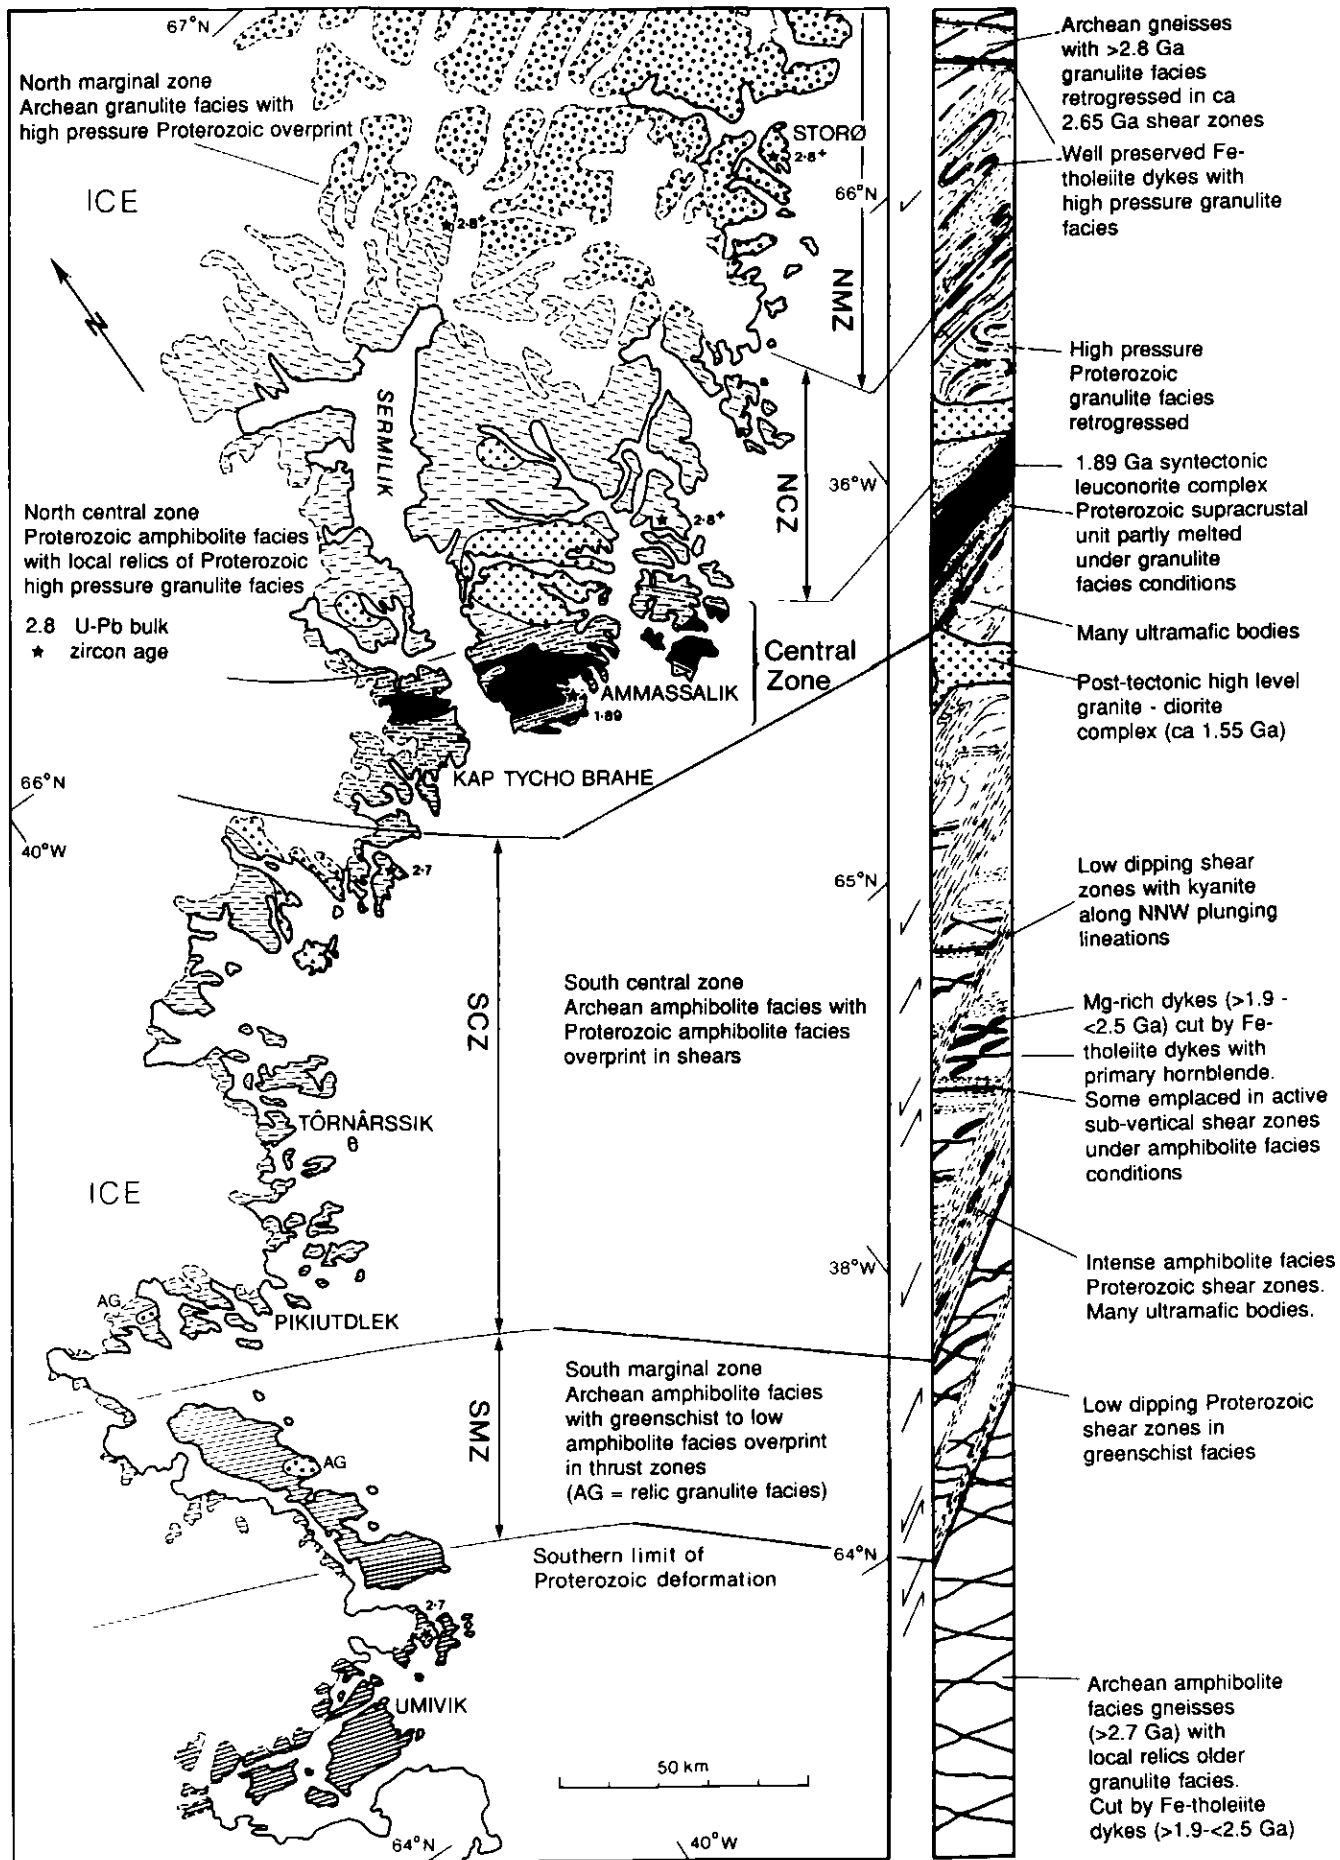 67°N
North marginal zone
Archean granulite facies with
high pressure Proterozoic overprint
ICE
STORØ
2·8+
66°N
2·8+
NMZ
N
SERMILIK
NCZ
36°W
2·8+
North central zone
Proterozoic amphibolite facies
with local relics of Proterozoic
high pressure granulite facies
2.8 U-Pb bulk
★ zircon age
Central
Zone
AMMASSALIK
1·89
KAP TYCHO BRAHE
66°N
40°W
2·7
65°N
SCZ
South central zone
Archean amphibolite facies with
Proterozoic amphibolite facies
overprint in shears
TÔRNÂRSSIK
ICE
38°W
AG
PIKIUTDLEK
SMZ
South marginal zone
Archean amphibolite facies
with greenschist to low
amphibolite facies overprint
in thrust zones
(AG = relic granulite facies)
AG
Southern limit of
Proterozoic deformation
64°N
2·7
UMIVIK
50 km
64°N
40°W
Archean gneisses
with >2.8 Ga
granulite facies
retrogressed in ca
2.65 Ga shear zones
Well preserved Fe-
tholeiite dykes with
high pressure granulite
facies
High pressure
Proterozoic
granulite facies
retrogressed
1.89 Ga syntectonic
leuconorite complex
Proterozoic supracrustal
unit partly melted
under granulite
facies conditions
Many ultramafic bodies
Post-tectonic high level
granite - diorite
complex (ca 1.55 Ga)
Low dipping shear
zones with kyanite
along NNW plunging
lineations
Mg-rich dykes (>1.9 -
<2.5 Ga) cut by Fe-
tholeiite dykes with
primary hornblende.
Some emplaced in active
sub-vertical shear zones
under amphibolite facies
conditions
Intense amphibolite facies
Proterozoic shear zones.
Many ultramafic bodies.
Low dipping Proterozoic
shear zones in
greenschist facies
Archean amphibolite
facies gneisses
(>2.7 Ga) with
local relics older
granulite facies.
Cut by Fe-tholeiite
dykes (>1.9-<2.5 Ga)